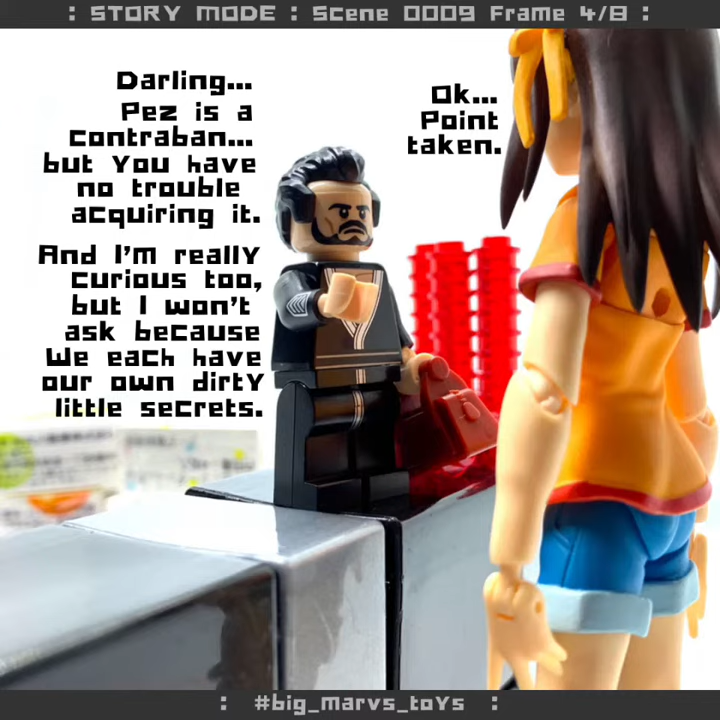 : STORY MODE : Scene 0009 Frame 4/8 :
Darling...
Pez is a
contraban...
but You have
no trouble
acquiring it.
And I'm really
curious too,
but I won't
ask because
We each have
our own dirty
little secrets.
Ok...
Point
taken.
: #big_marvs_toys :